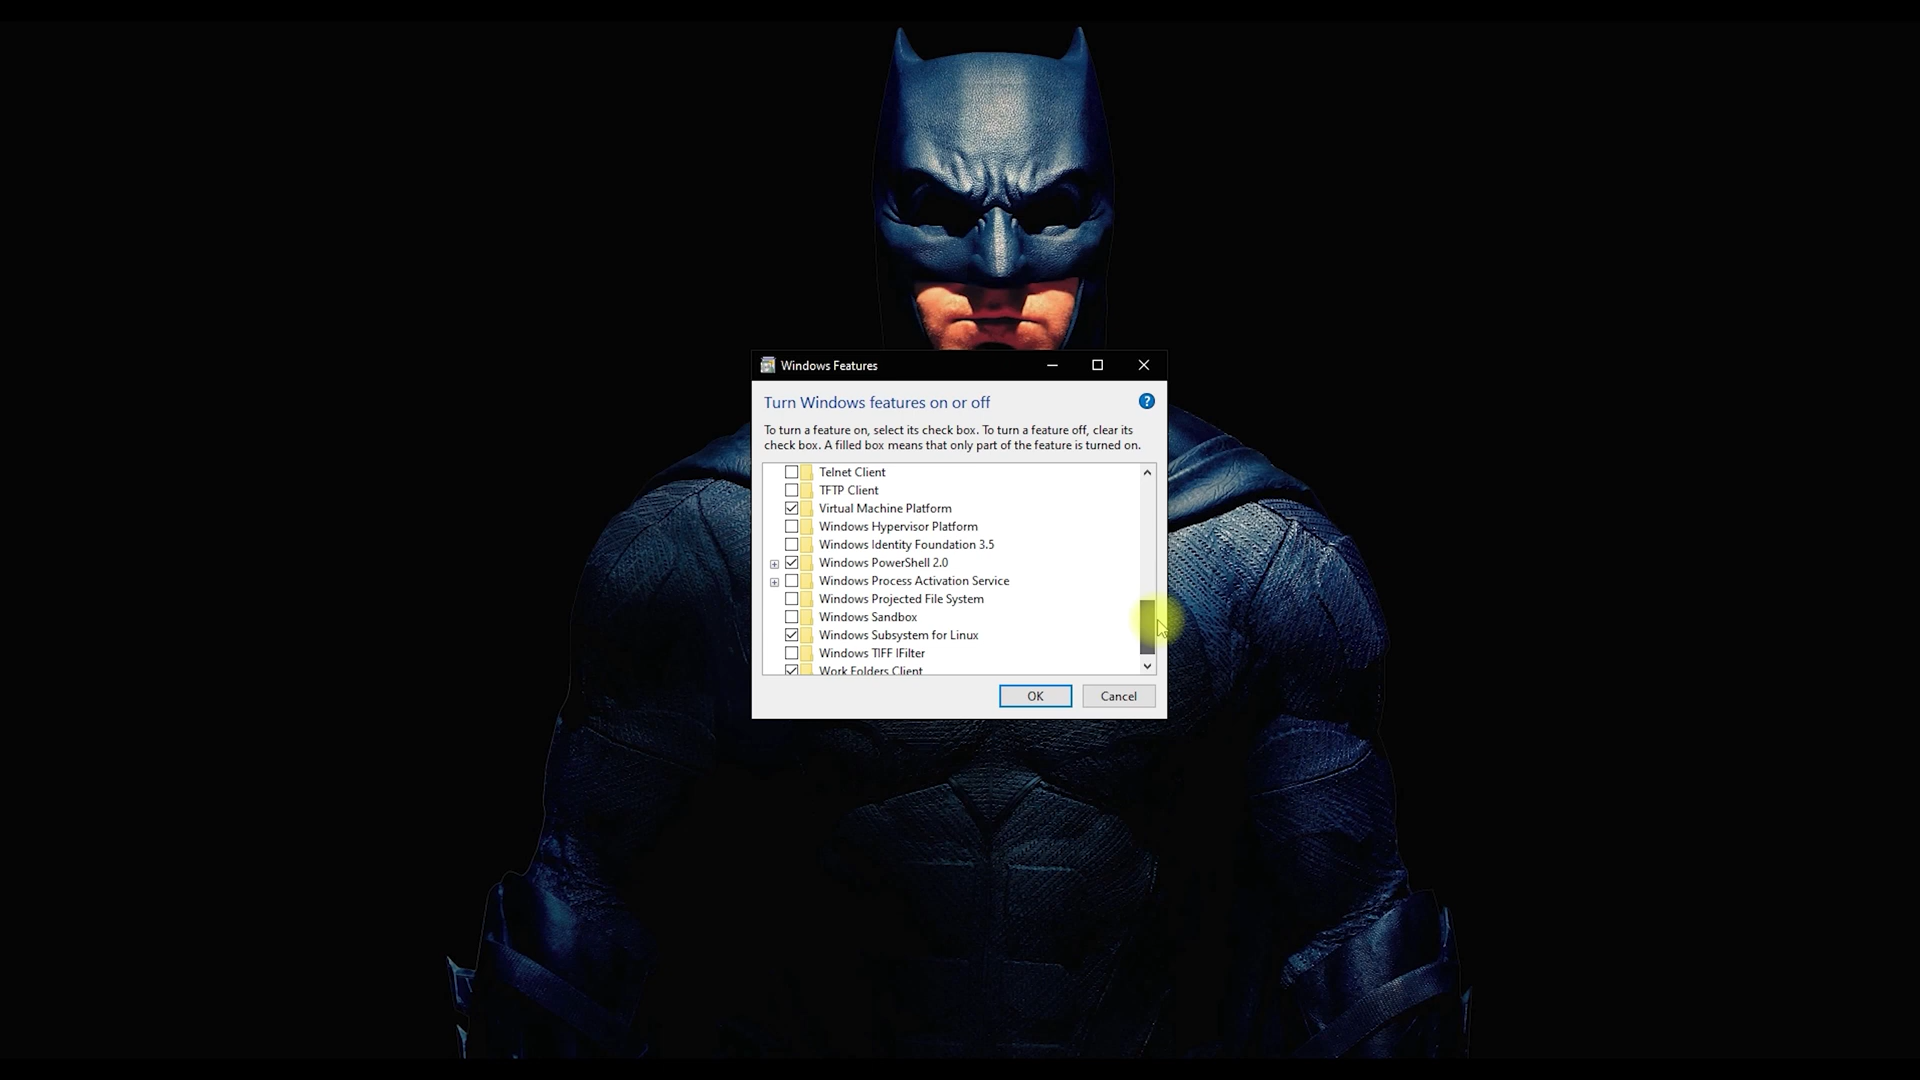 Windows Features
Turn Windows features on or off
?
To turn a feature on, select its check box. To turn a feature off, clear its
check box. A filled box means that only part of the feature is turned on.
Telnet Client
TFTP Client
Virtual Machine Platform
Windows Hypervisor Platform
Windows Identity Foundation 3.5
Windows PowerShell 2.0
Windows Process Activation Service
Windows Projected File System
Windows Sandbox
Windows Subsystem for Linux
Windows TIFF IFilter
Work Folders Client
OK
Cancel